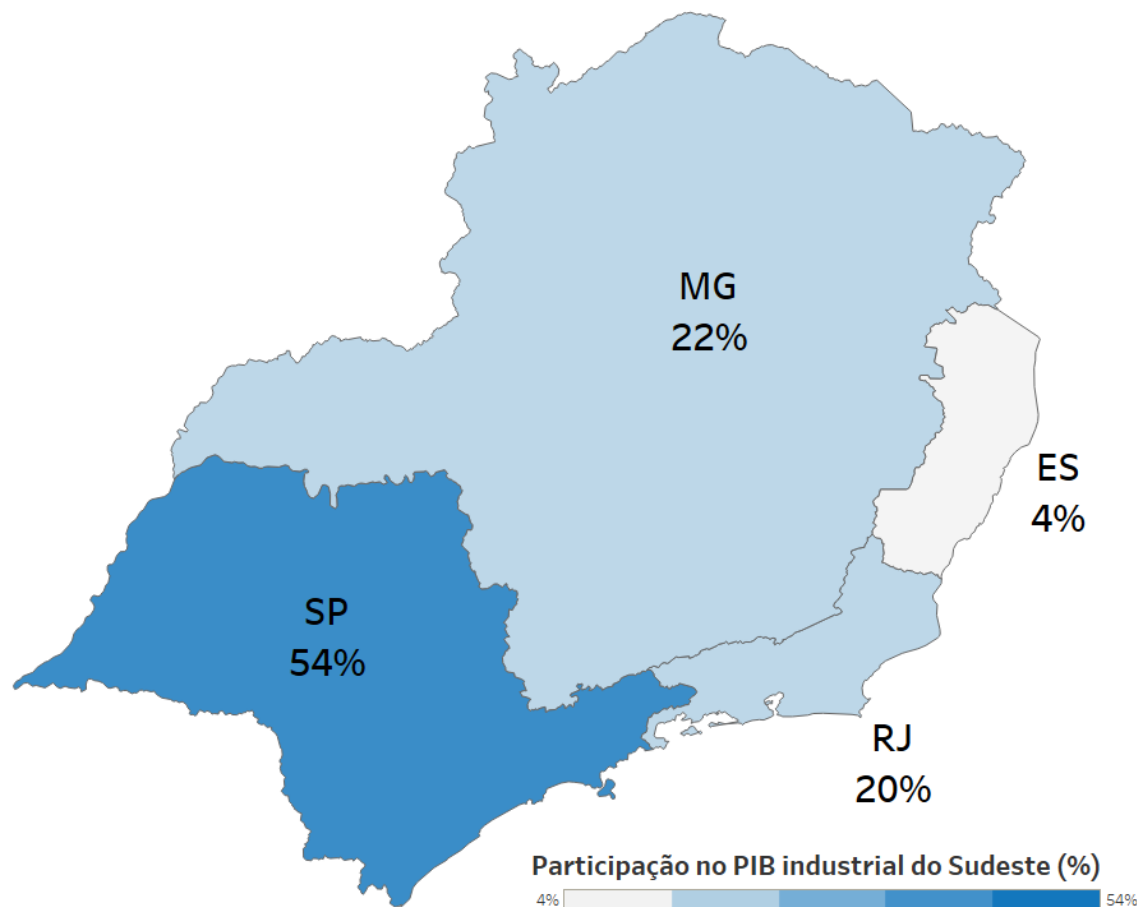 MG
22%
ES
4%
SP
54%
RJ
20%
Participação no PIB industrial do Sudeste (%)
4% 54%